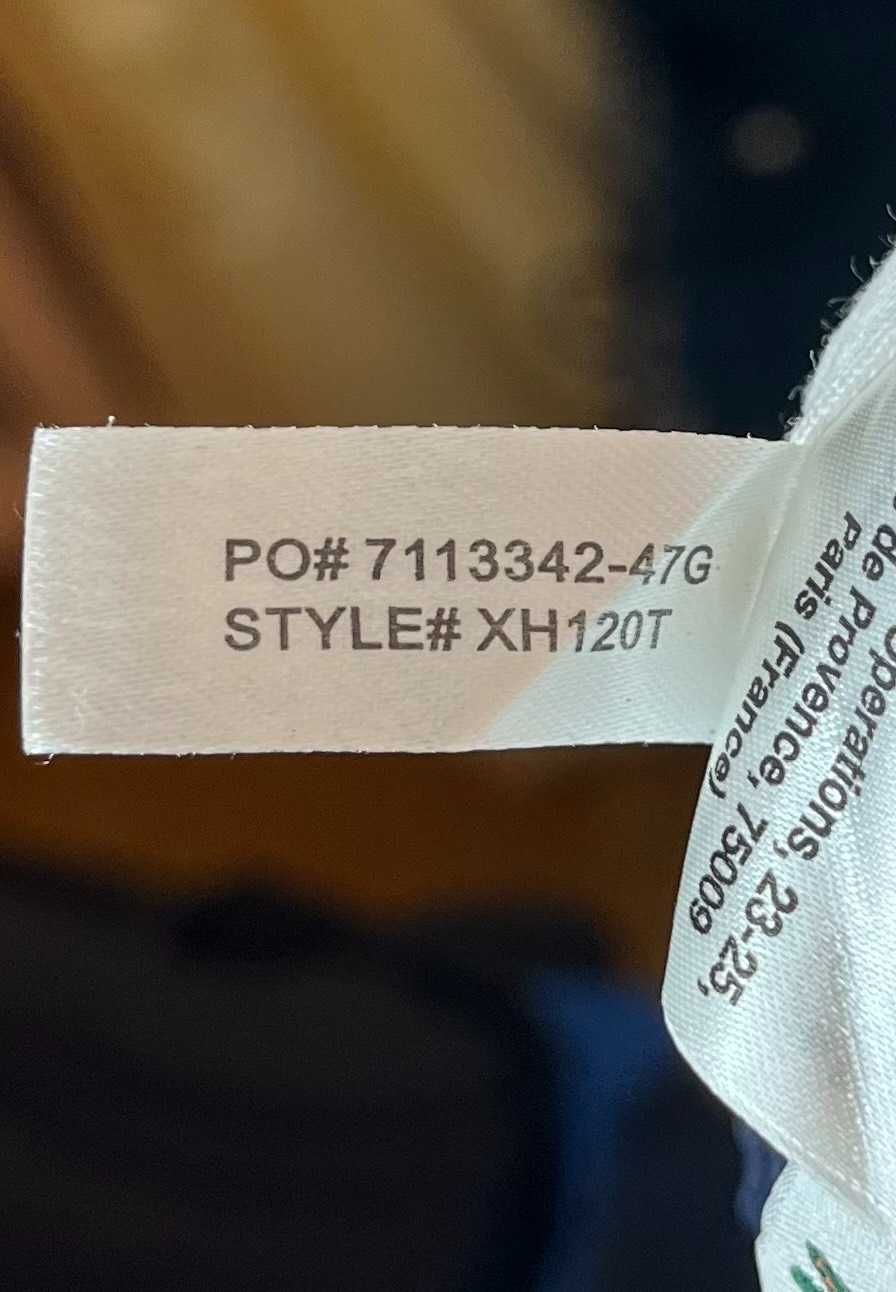 PO# 7113342-47G
STYLE# XH120T
de Provence, 75009
Paris (France)
operations, 23-25,